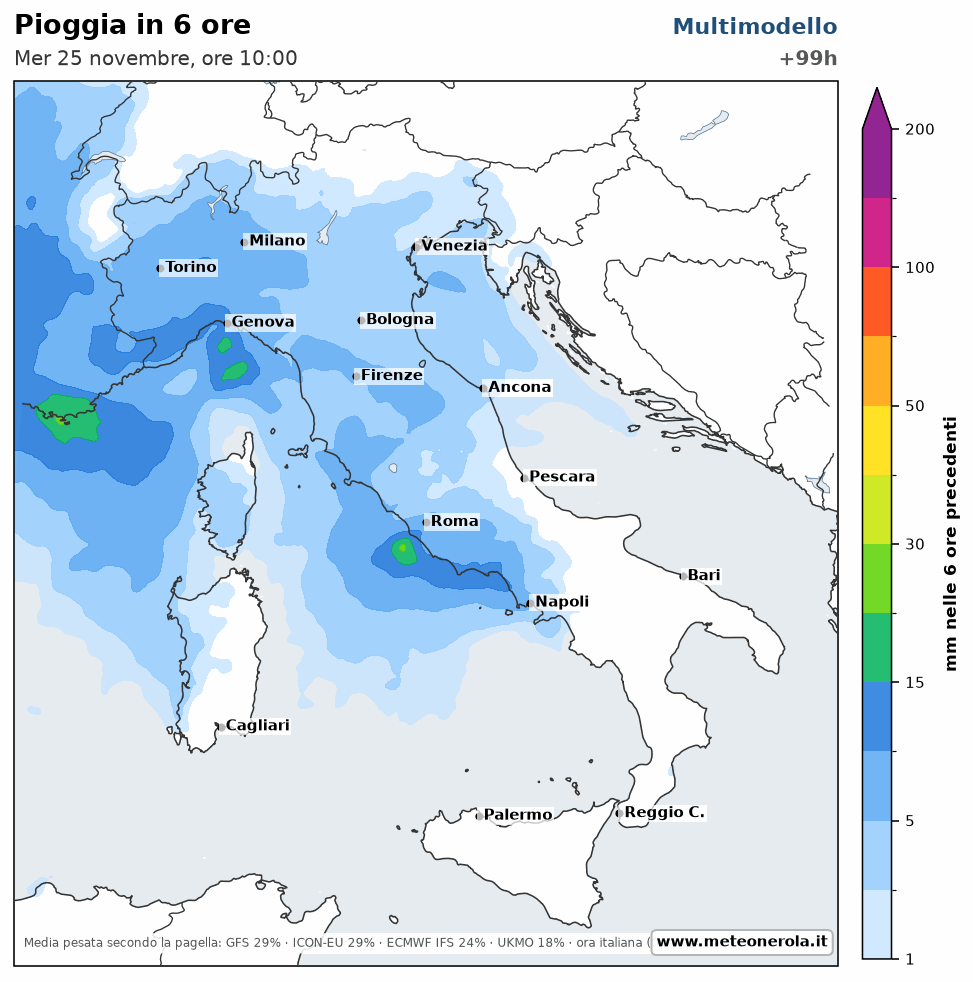 Pioggia in 6 ore
Multimodello
Mer 25 novembre, ore 10:00
+99h
200
100
50
30
15
5
1
mm nelle 6 ore precedenti
Milano
Venezia
Torino
Genova
Bologna
Firenze
Ancona
Pescara
Roma
Bari
Napoli
Cagliari
Palermo
Reggio C.
Media pesata secondo la pagella: GFS 29% · ICON-EU 29% · ECMWF IFS 24% · UKMO 18% · ora italiana (
www.meteonerola.it